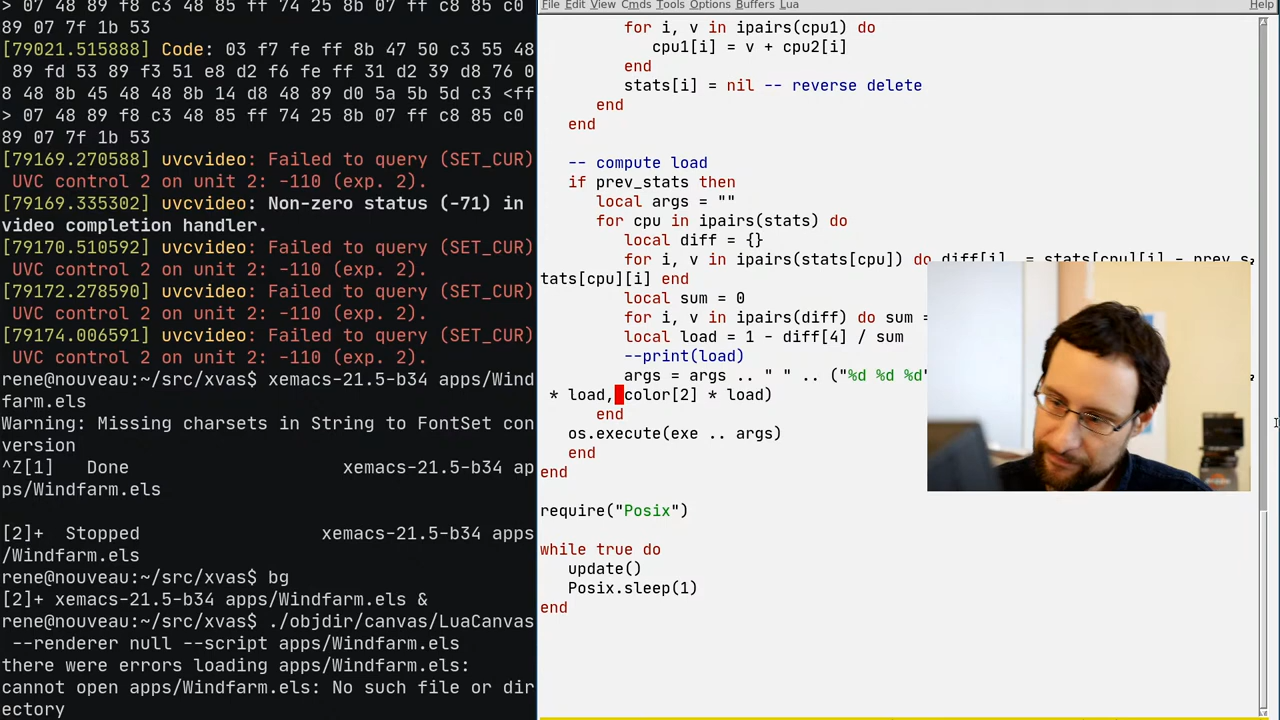 > 07 48 89 f8 c3 48 85 ff 74 25 8b 07 ff c8 85 c0
89 07 7f 1b 53
[79021.515888] Code: 03 f7 fe ff 8b 47 50 c3 55 48
89 fd 53 89 f3 51 e8 d2 f6 fe ff 31 d2 39 d8 76 0
8 48 8b 45 48 48 8b 14 d8 48 89 d0 5a 5b 5d c3 <ff
> 07 48 89 f8 c3 48 85 ff 74 25 8b 07 ff c8 85 c0
89 07 7f 1b 53
[79169.270588] uvcvideo: Failed to query (SET_CUR)
UVC control 2 on unit 2: -110 (exp. 2).
[79169.335302] uvcvideo: Non-zero status (-71) in
video completion handler.
[79170.510592] uvcvideo: Failed to query (SET_CUR)
UVC control 2 on unit 2: -110 (exp. 2).
[79172.278590] uvcvideo: Failed to query (SET_CUR)
UVC control 2 on unit 2: -110 (exp. 2).
[79174.006591] uvcvideo: Failed to query (SET_CUR)
UVC control 2 on unit 2: -110 (exp. 2).
rene@nouveau:~/src/xvas$ xemacs-21.5-b34 apps/Wind
farm.els
Warning: Missing charsets in String to FontSet con
version
^Z[1]   Done                    xemacs-21.5-b34 ap
ps/Windfarm.els

[2]+  Stopped                 xemacs-21.5-b34 apps
/Windfarm.els
rene@nouveau:~/src/xvas$ bg
[2]+ xemacs-21.5-b34 apps/Windfarm.els &
rene@nouveau:~/src/xvas$ ./objdir/canvas/LuaCanvas
--renderer null --script apps/Windfarm.els
there were errors loading apps/Windfarm.els:
cannot open apps/Windfarm.els: No such file or dir
ectory
File Edit View Cmds Tools Options Buffers Lua Help
for i, v in ipairs(cpu1) do
cpu1[i] = v + cpu2[i]
end
stats[i] = nil -- reverse delete
end
end

-- compute load
if prev_stats then
local args = ""
for cpu in ipairs(stats) do
local diff = {}
for i, v in ipairs(stats[cpu]) do diff[i] = stats[cpu][i] - prev_s
tats[cpu][i] end
local sum = 0
for i, v in ipairs(diff) do sum =
local load = 1 - diff[4] / sum
--print(load)
args = args .. " " .. ("%d %d %d"
* load, color[2] * load)
end
os.execute(exe .. args)
end
end

require("Posix")

while true do
update()
Posix.sleep(1)
end